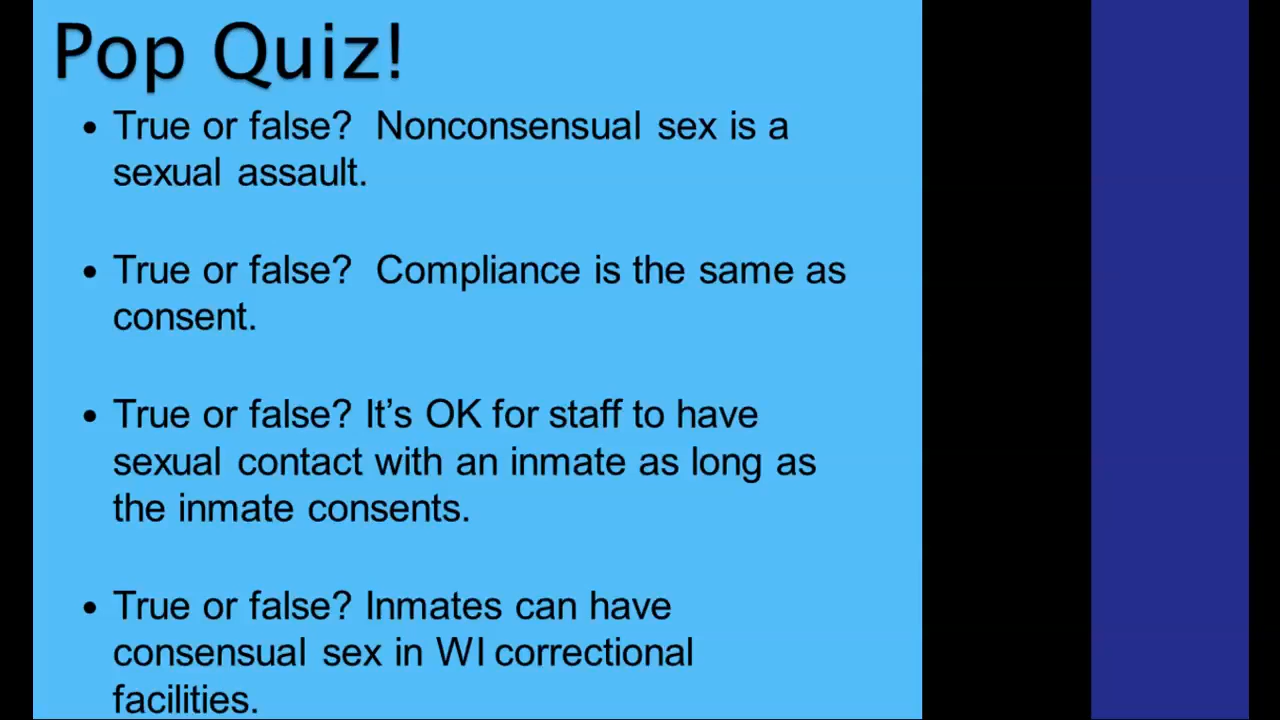 Pop Quiz!
• True or false?  Nonconsensual sex is a
sexual assault.
• True or false?  Compliance is the same as
consent.
• True or false? It’s OK for staff to have
sexual contact with an inmate as long as
the inmate consents.
• True or false? Inmates can have
consensual sex in WI correctional
facilities.